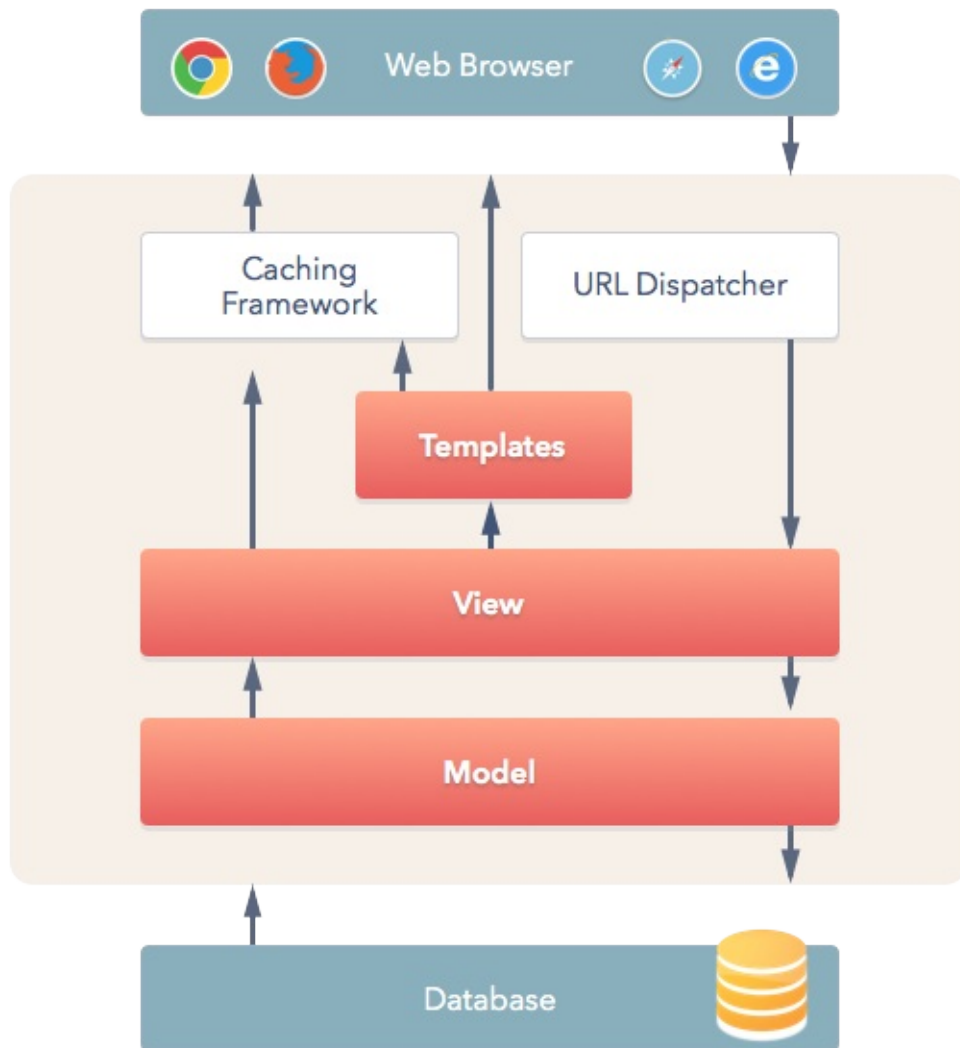 Web Browser
Caching
Framework
URL Dispatcher
Templates
View
Model
Database